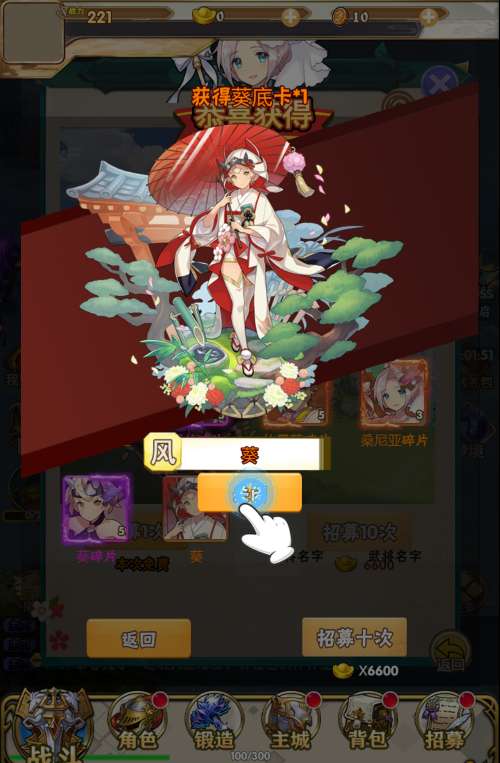 战力 221
0
10
获得葵底卡*1
恭喜获得
5
3
桑尼亚碎片
风
葵
5
葵碎片
葵
招募10次
本次免费
6600
名字
武将名字
返回
招募十次
X6600
返回
战斗
角色
锻造
主城
背包
招募
100/300